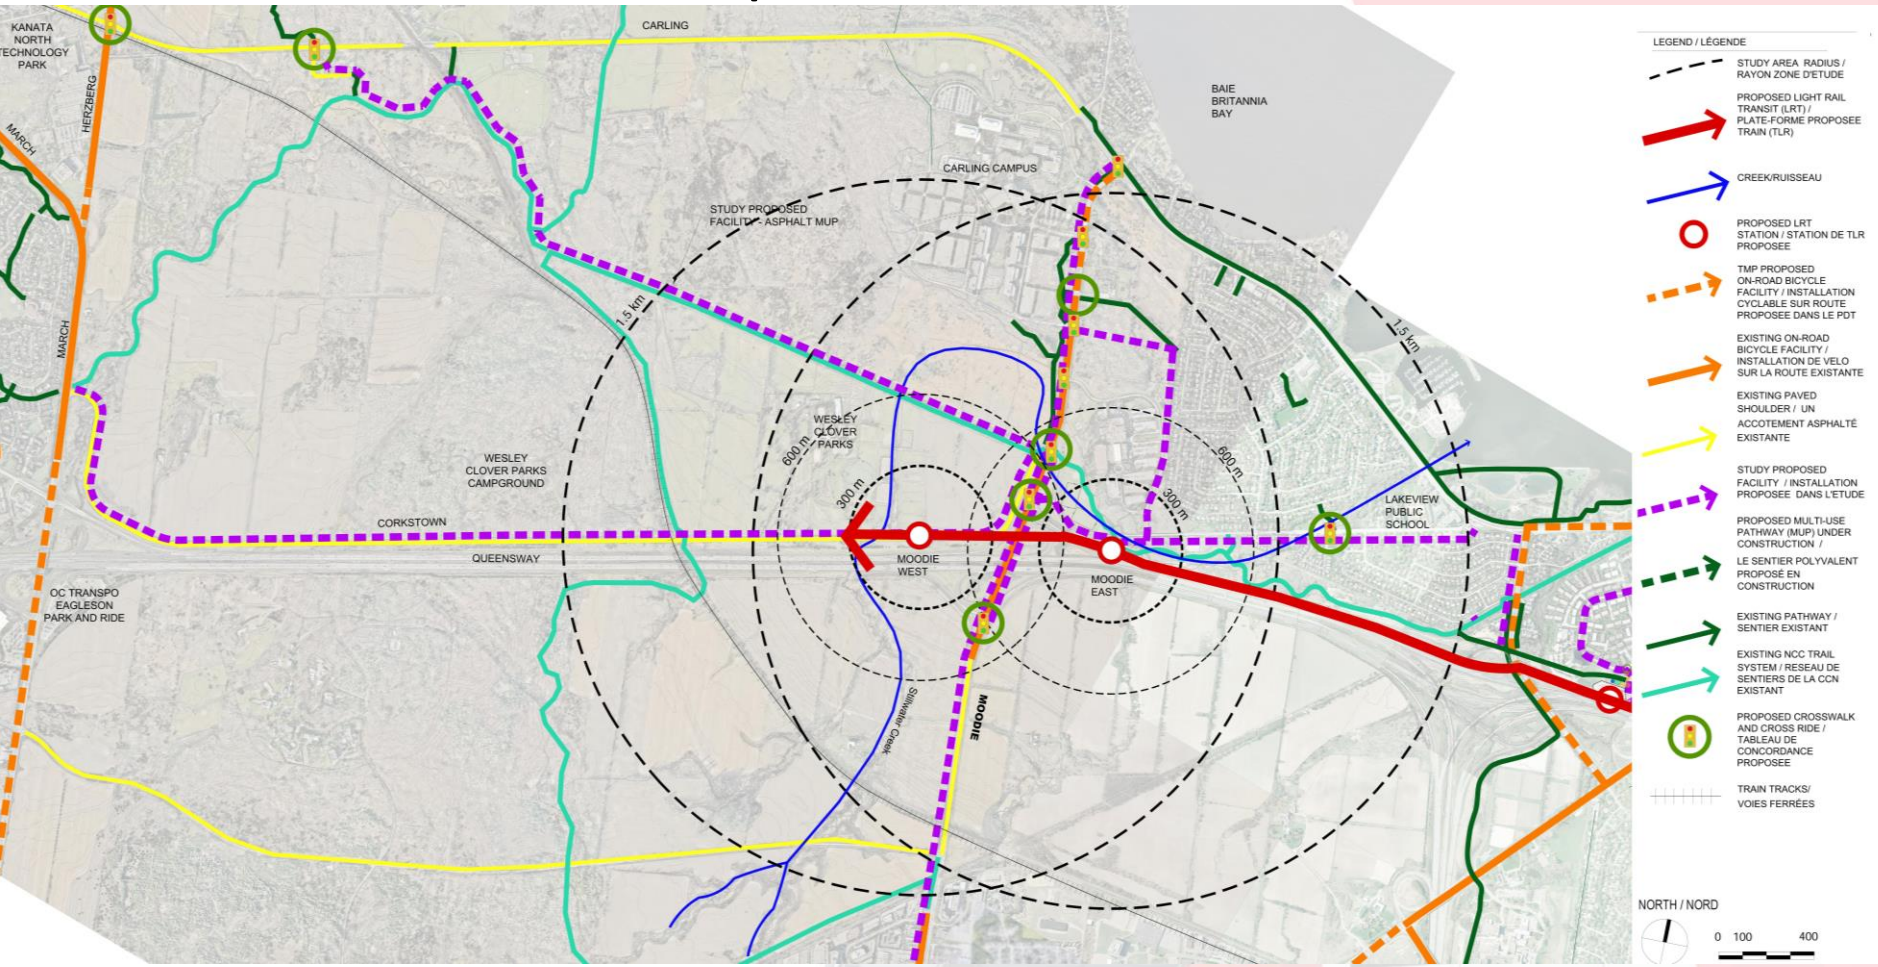 KANATA
NORTH
TECHNOLOGY
PARK
HERZBERG
MARCH
MARCH
CARLING
BAIE
BRITANNIA
BAY
CARLING CAMPUS
STUDY PROPOSED
FACILITY - ASPHALT MUP
1.5 km
1.5 km
WESLEY
CLOVER
PARKS
600 m
600 m
300 m
300 m
WESLEY
CLOVER PARKS
CAMPGROUND
LAKEVIEW
PUBLIC
SCHOOL
CORKSTOWN
QUEENSWAY
MOODIE
WEST
MOODIE
EAST
OC TRANSPO
EAGLESON
PARK AND RIDE
Stillwater Creek
MOODIE
LEGEND / LÉGENDE
STUDY AREA RADIUS /
RAYON ZONE D'ETUDE
PROPOSED LIGHT RAIL
TRANSIT (LRT) /
PLATE-FORME PROPOSEE
TRAIN (TLR)
CREEK/RUISSEAU
PROPOSED LRT
STATION / STATION DE TLR
PROPOSEE
TMP PROPOSED
ON-ROAD BICYCLE
FACILITY / INSTALLATION
CYCLABLE SUR ROUTE
PROPOSEE DANS LE PDT
EXISTING ON-ROAD
BICYCLE FACILITY /
INSTALLATION DE VELO
SUR LA ROUTE EXISTANTE
EXISTING PAVED
SHOULDER / UN
ACCOTEMENT ASPHALTÉ
EXISTANTE
STUDY PROPOSED
FACILITY / INSTALLATION
PROPOSEE DANS L'ETUDE
PROPOSED MULTI-USE
PATHWAY (MUP) UNDER
CONSTRUCTION /
LE SENTIER POLYVALENT
PROPOSÉ EN
CONSTRUCTION
EXISTING PATHWAY /
SENTIER EXISTANT
EXISTING NCC TRAIL
SYSTEM / RESEAU DE
SENTIERS DE LA CCN
EXISTANT
PROPOSED CROSSWALK
AND CROSS RIDE /
TABLEAU DE
CONCORDANCE
PROPOSEE
TRAIN TRACKS/
VOIES FERRÉES
NORTH / NORD
0 100 400